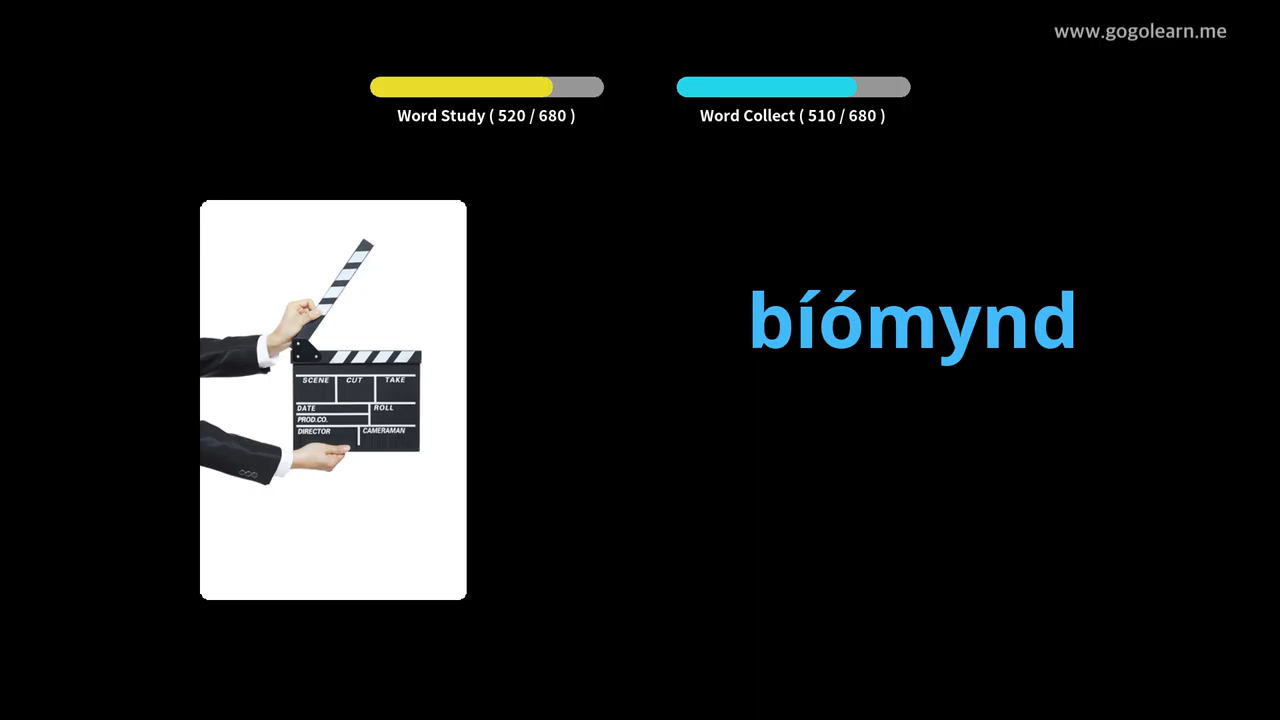 www.gogolearn.me
Word Study ( 520 / 680 )
Word Collect ( 510 / 680 )
bíómynd
SCENE CUT TAKE
DATE ROLL
PROD.CO.
DIRECTOR CAMERAMAN